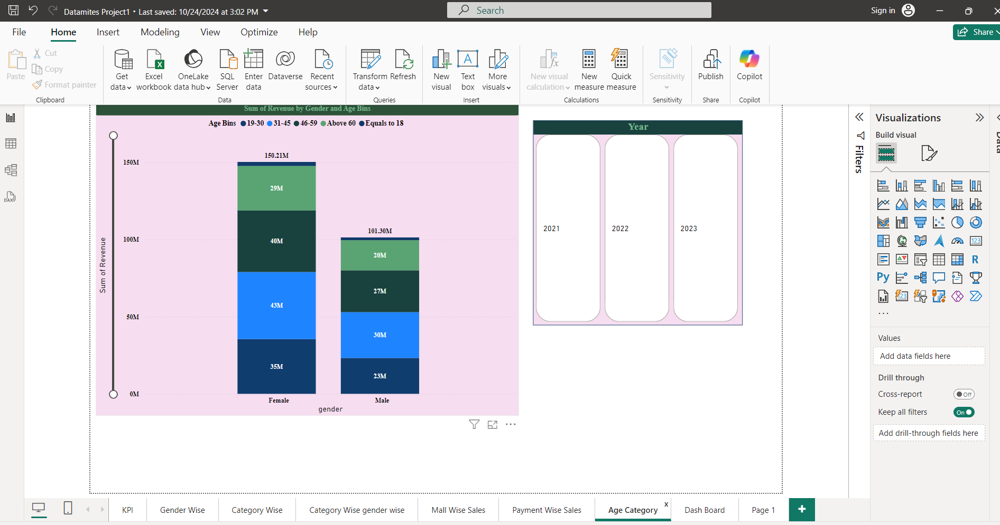 Datamites Project1 • Last saved: 10/24/2024 at 3:02 PM
Search
Sign in
File Home Insert Modeling View Optimize Help
Share
Paste
Cut
Copy
Format painter
Clipboard
Get data
Excel workbook
OneLake data hub
SQL Server
Enter data
Dataverse
Recent sources
Data
Transform data
Refresh
Queries
New visual
Text box
More visuals
Insert
New visual calculation
New measure
Quick measure
Calculations
Sensitivity
Sensitivity
Publish
Share
Copilot
Copilot
DAX
Sum of Revenue by Gender and Age Bins
Age Bins 19-30 31-45 46-59 Above 60 Equals to 18
150M
100M
50M
0M
Sum of Revenue
150.21M
29M
40M
43M
35M
101.30M
20M
27M
30M
23M
Female
Male
gender
Year
2021
2022
2023
Filters
Visualizations
Build visual
123
R
Py
123
Values
Add data fields here
Drill through
Cross-report
Off
Keep all filters
On
Add drill-through fields here
Data
KPI
Gender Wise
Category Wise
Category Wise gender wise
Mall Wise Sales
Payment Wise Sales
Age Category
x
Dash Board
Page 1